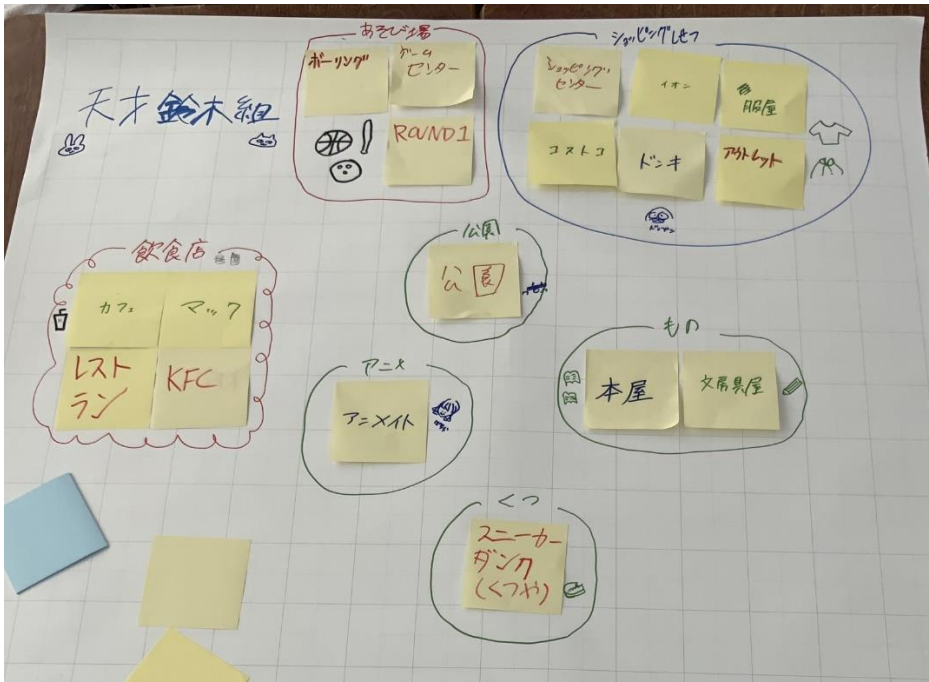 天才鈴木組
あそび場
ボーリング
ゲーム
センター
ROUND1
ショッピングしせつ
ショッピング
センター
イオン
服屋
コストコ
ドンキ
アウトレット
飲食店
カフェ
マック
レスト
ラン
KFC
公園
公園
アニメ
アニメイト
もの
本屋
文房具屋
くつ
スニーカー
ダンク
(くつや)